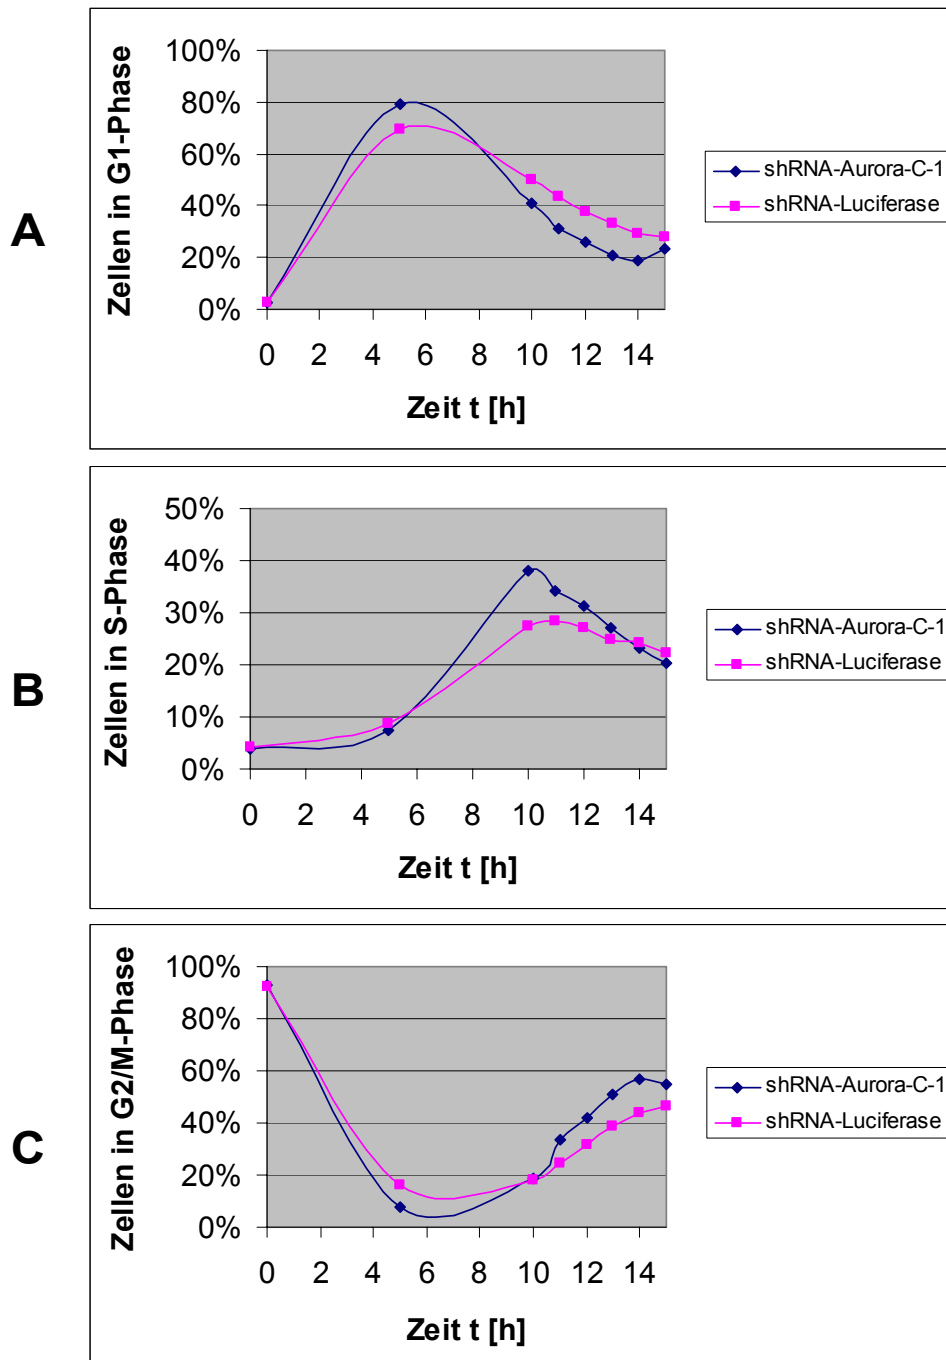 A
Zellen in G1-Phase
100%
80%
60%
40%
20%
0%
0 2 4 6 8 10 12 14
Zeit t [h]
shRNA-Aurora-C-1
shRNA-Luciferase
B
Zellen in S-Phase
50%
40%
30%
20%
10%
0%
0 2 4 6 8 10 12 14
Zeit t [h]
shRNA-Aurora-C-1
shRNA-Luciferase
C
Zellen in G2/M-Phase
100%
80%
60%
40%
20%
0%
0 2 4 6 8 10 12 14
Zeit t [h]
shRNA-Aurora-C-1
shRNA-Luciferase